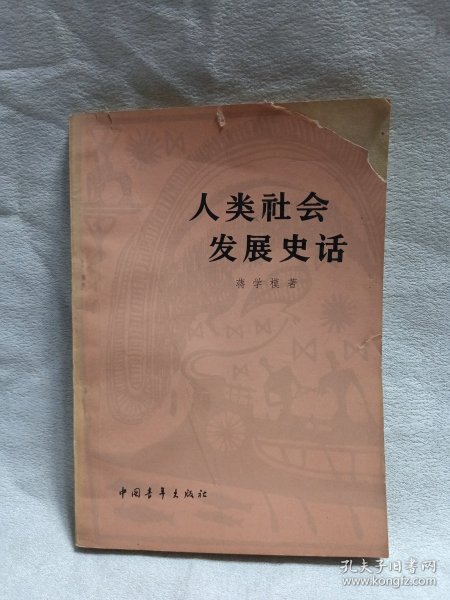 人类社会
发展史话
蒋学模著
中国青年出版社
孔夫子旧书网
www.kongfz.com